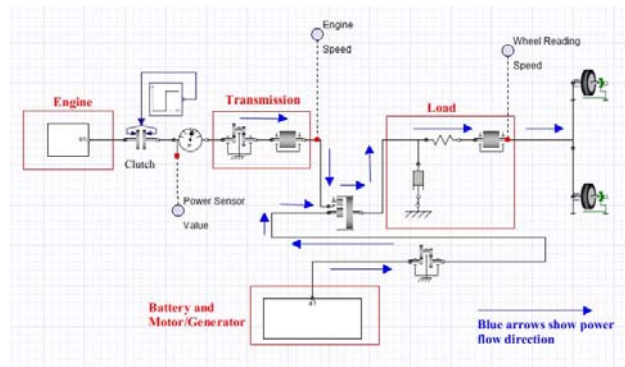 Engine
Speed
Wheel Reading
Speed
Engine
Transmission
Load
Clutch
Power Sensor
Value
Battery and
Motor/Generator
Blue arrows show power
flow direction